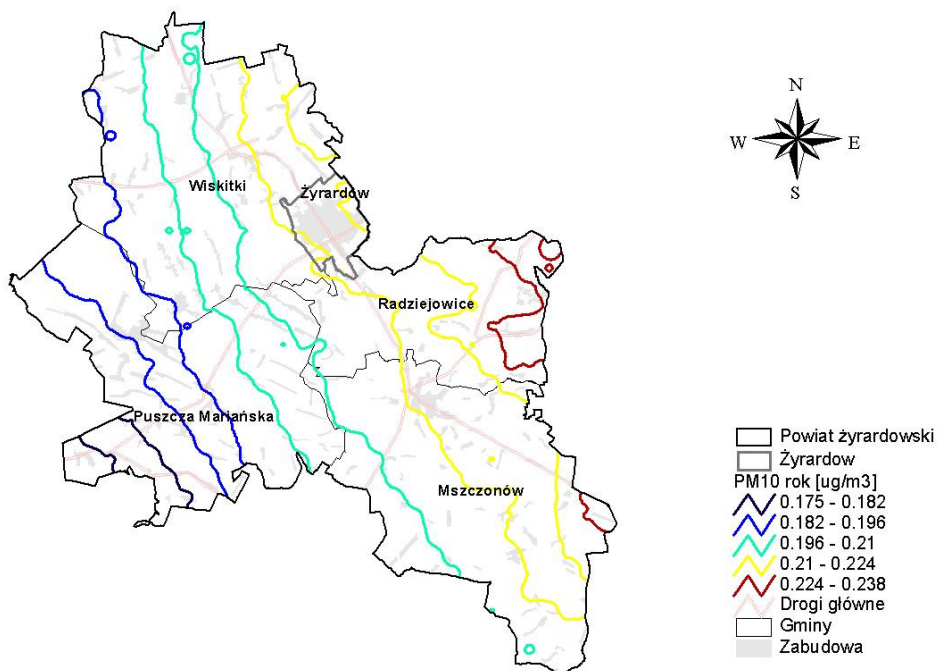 N
W
E
S
Wiskitki
Żyrardów
Radziejowice
Puszcza Mariańska
Mszczonów
Powiat żyrardowski
Żyrardow
PM10 rok [ug/m3]
0.175 - 0.182
0.182 - 0.196
0.196 - 0.21
0.21 - 0.224
0.224 - 0.238
Drogi główne
Gminy
Zabudowa